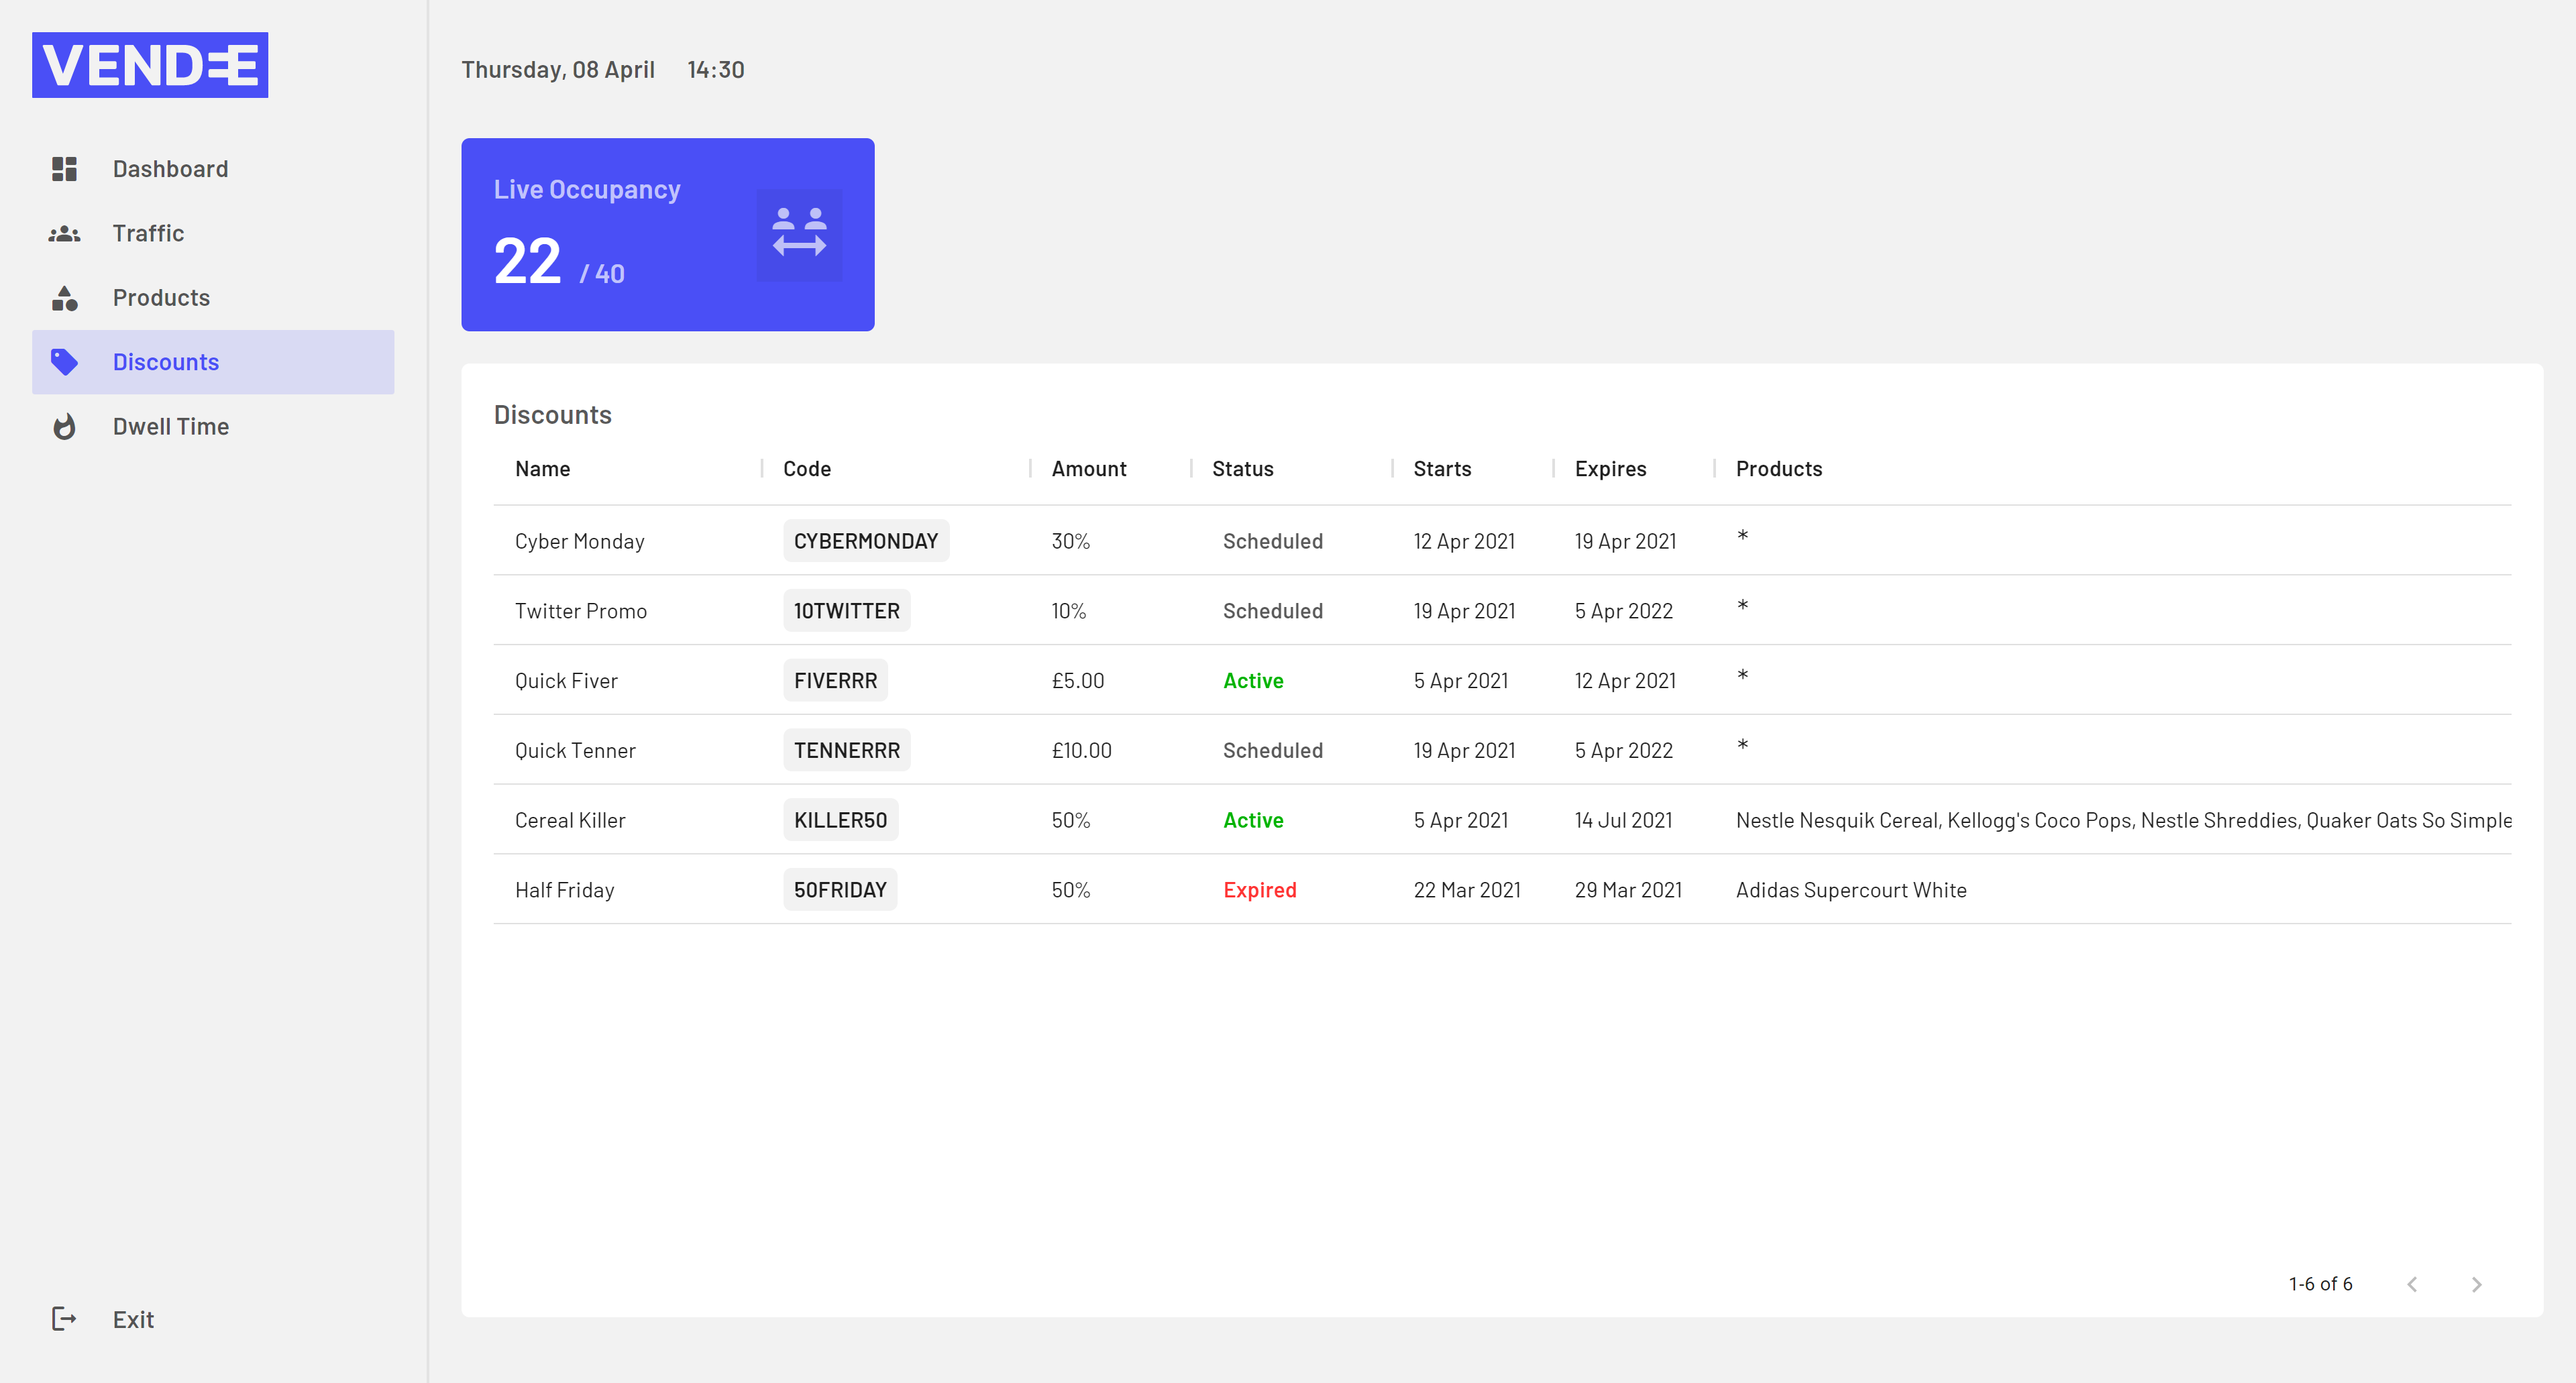 VENDEE
Dashboard
Traffic
Products
Discounts
Dwell Time
Exit
Thursday, 08 April 14:30
Live Occupancy
22 / 40
Discounts
Name Code Amount Status Starts Expires Products
Cyber Monday CYBERMONDAY 30% Scheduled 12 Apr 2021 19 Apr 2021 *
Twitter Promo 10TWITTER 10% Scheduled 19 Apr 2021 5 Apr 2022 *
Quick Fiver FIVERRR £5.00 Active 5 Apr 2021 12 Apr 2021 *
Quick Tenner TENNERRR £10.00 Scheduled 19 Apr 2021 5 Apr 2022 *
Cereal Killer KILLER50 50% Active 5 Apr 2021 14 Jul 2021 Nestle Nesquik Cereal, Kellogg's Coco Pops, Nestle Shreddies, Quaker Oats So Simple
Half Friday 50FRIDAY 50% Expired 22 Mar 2021 29 Mar 2021 Adidas Supercourt White
1-6 of 6